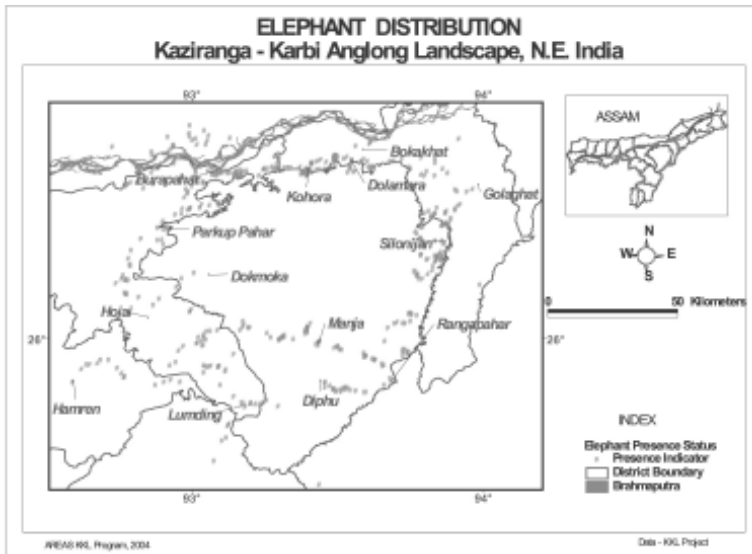 ELEPHANT DISTRIBUTION
Kaziranga - Karbi Anglong Landscape, N.E. India
93° 94°
ASSAM
Bokakhat
Burapahar
Kohora Dolamara
Golaghat
Parkup Pahar
Silonijan
N
W E
S
Dokmoka
0 50 Kilometers
Hojai
Manja Rangapahar
26° 26°
Hamren
Diphu
Lumding
INDEX
Elephant Presence Status
Presence Indicator
District Boundary
Brahmaputra
93° 94°
AREAS KKL Program, 2004
Data - KKL Project